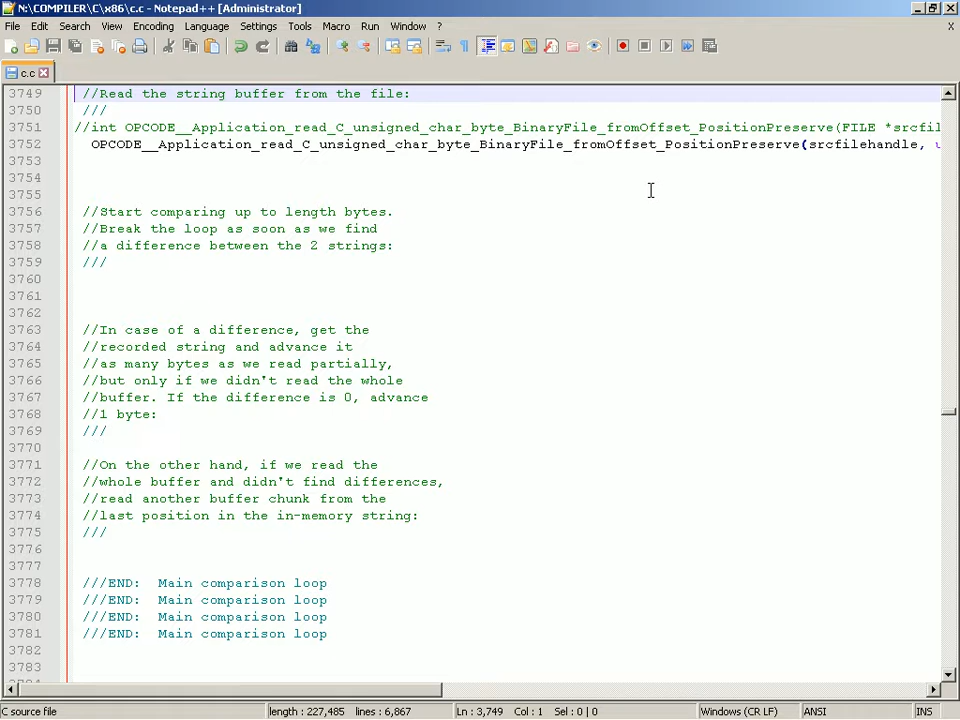 N:\COMPILER\C\x86\c.c - Notepad++ [Administrator]
File Edit Search View Encoding Language Settings Tools Macro Run Window ? X
c.c
3749 //Read the string buffer from the file:
3750 ///
3751 //int OPCODE__Application_read_C_unsigned_char_byte_BinaryFile_fromOffset_PositionPreserve(FILE *srcfil
3752 OPCODE__Application_read_C_unsigned_char_byte_BinaryFile_fromOffset_PositionPreserve(srcfilehandle, u
3753
3754
3755
3756 //Start comparing up to length bytes.
3757 //Break the loop as soon as we find
3758 //a difference between the 2 strings:
3759 ///
3760
3761
3762
3763 //In case of a difference, get the
3764 //recorded string and advance it
3765 //as many bytes as we read partially,
3766 //but only if we didn't read the whole
3767 //buffer. If the difference is 0, advance
3768 //1 byte:
3769 ///
3770
3771 //On the other hand, if we read the
3772 //whole buffer and didn't find differences,
3773 //read another buffer chunk from the
3774 //last position in the in-memory string:
3775 ///
3776
3777
3778 ///END:  Main comparison loop
3779 ///END:  Main comparison loop
3780 ///END:  Main comparison loop
3781 ///END:  Main comparison loop
3782
3783
C source file length : 227,485 lines : 6,867 Ln : 3,749 Col : 1 Sel : 0 | 0 Windows (CR LF) ANSI INS